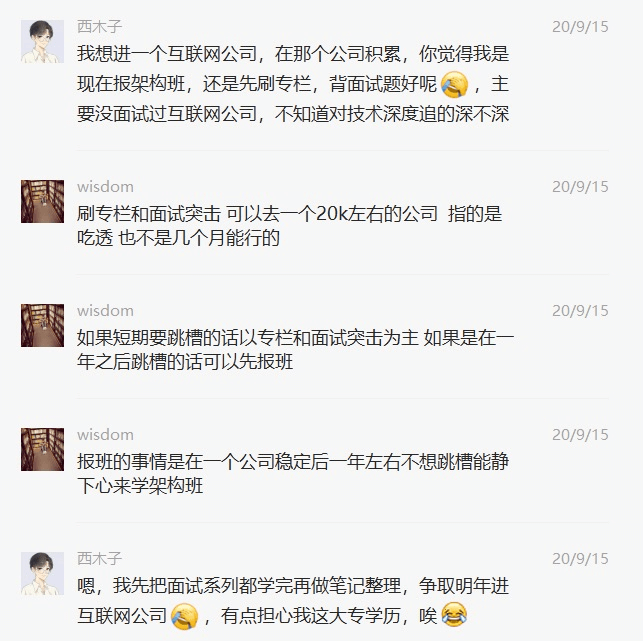 西木子 20/9/15
我想进一个互联网公司，在那个公司积累，你觉得我是
现在报架构班，还是先刷专栏，背面试题好呢🤣，主
要没面试过互联网公司，不知道对技术深度追的深不深
wisdom 20/9/15
刷专栏和面试突击 可以去一个20k左右的公司 指的是
吃透 也不是几个月能行的
wisdom 20/9/15
如果短期要跳槽的话以专栏和面试突击为主 如果是在一
年之后跳槽的话可以先报班
wisdom 20/9/15
报班的事情是在一个公司稳定后一年左右不想跳槽能静
下心来学架构班
西木子 20/9/15
嗯，我先把面试系列都学完再做笔记整理，争取明年进
互联网公司🤣，有点担心我这大专学历，唉😂